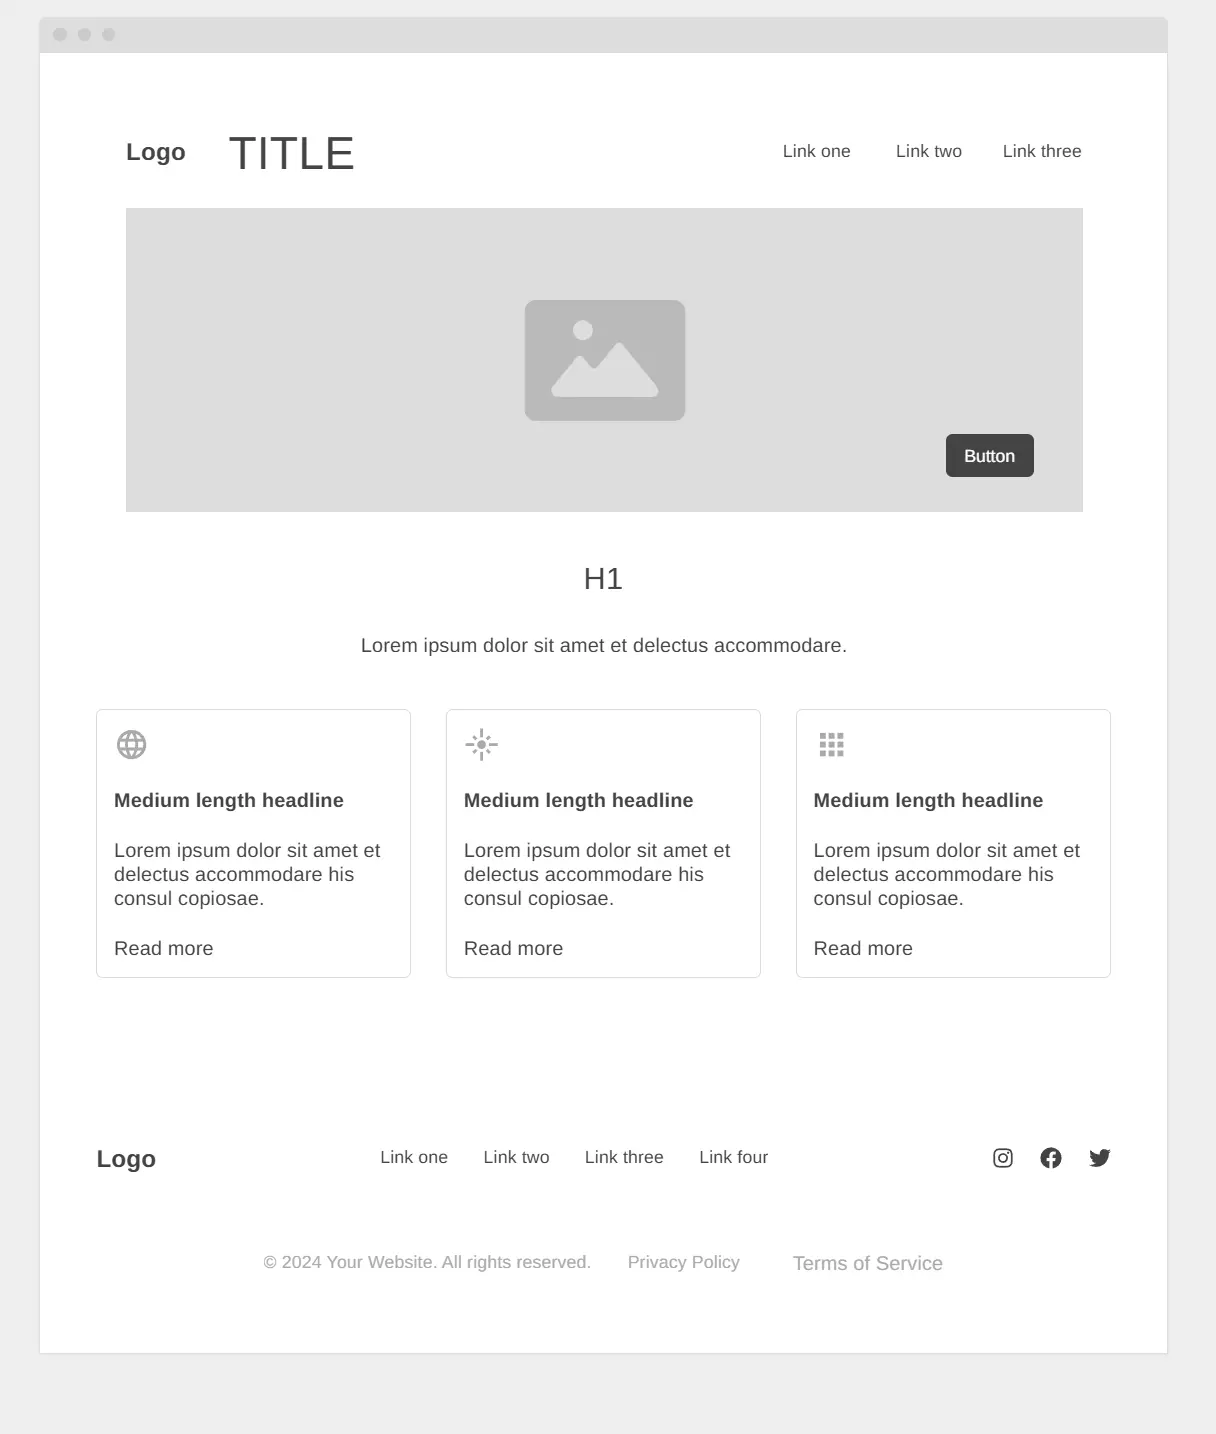 Logo TITLE Link one Link two Link three
Button
H1
Lorem ipsum dolor sit amet et delectus accommodare.
Medium length headline
Lorem ipsum dolor sit amet et
delectus accommodare his
consul copiosae.
Read more
Medium length headline
Lorem ipsum dolor sit amet et
delectus accommodare his
consul copiosae.
Read more
Medium length headline
Lorem ipsum dolor sit amet et
delectus accommodare his
consul copiosae.
Read more
Logo Link one Link two Link three Link four
© 2024 Your Website. All rights reserved. Privacy Policy Terms of Service